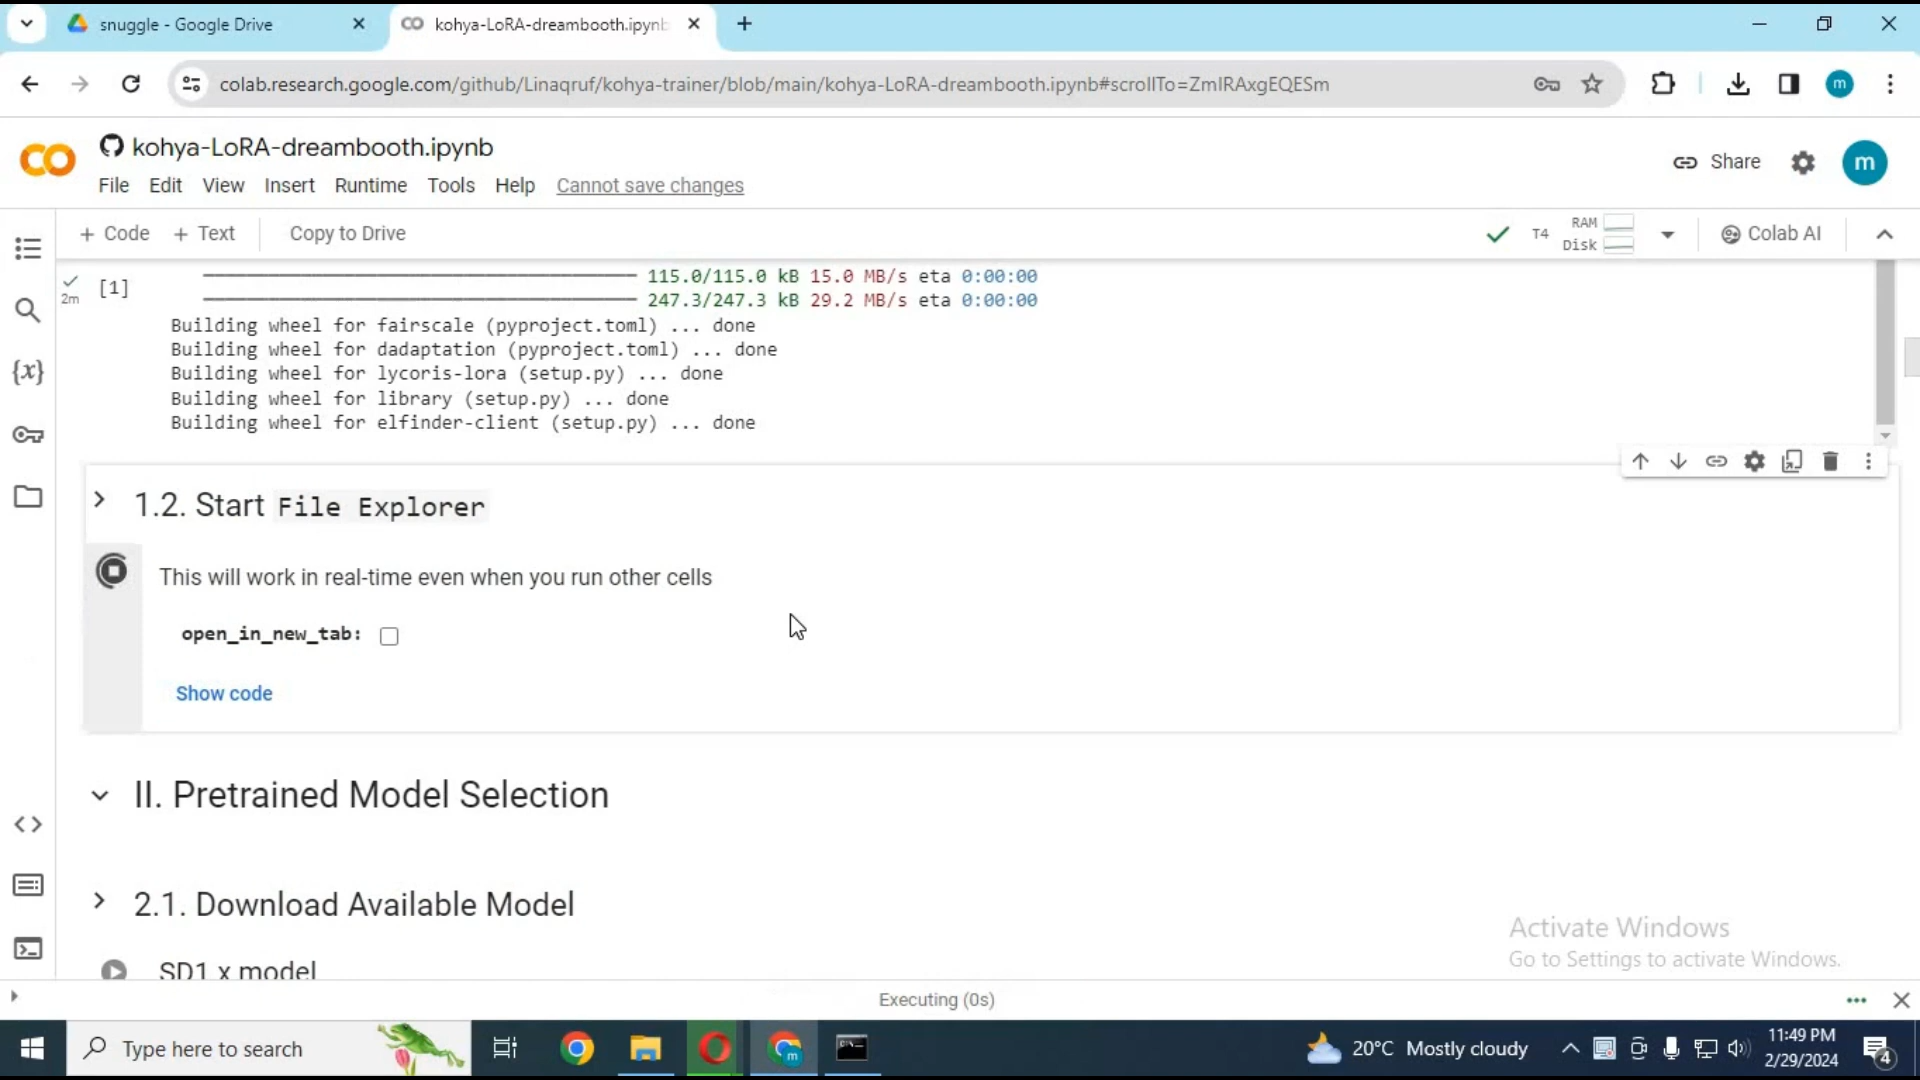 snuggle - Google Drive
kohya-LoRA-dreambooth.ipynb
colab.research.google.com/github/Linaqruf/kohya-trainer/blob/main/kohya-LoRA-dreambooth.ipynb#scrollTo=ZmIRAxgEQESm
m
kohya-LoRA-dreambooth.ipynb
File Edit View Insert Runtime Tools Help Cannot save changes
Share
m
+ Code + Text Copy to Drive
T4 RAM
Disk
Colab AI
2m
[1]
115.0/115.0 kB 15.0 MB/s eta 0:00:00
247.3/247.3 kB 29.2 MB/s eta 0:00:00
Building wheel for fairscale (pyproject.toml) ... done
Building wheel for dadaptation (pyproject.toml) ... done
Building wheel for lycoris-lora (setup.py) ... done
Building wheel for library (setup.py) ... done
Building wheel for elfinder-client (setup.py) ... done
{x}
1.2. Start File Explorer
This will work in real-time even when you run other cells
open_in_new_tab:
Show code
II. Pretrained Model Selection
2.1. Download Available Model
SD1.x model
Activate Windows
Go to Settings to activate Windows.
Executing (0s)
Type here to search
20°C Mostly cloudy
11:49 PM
2/29/2024
4